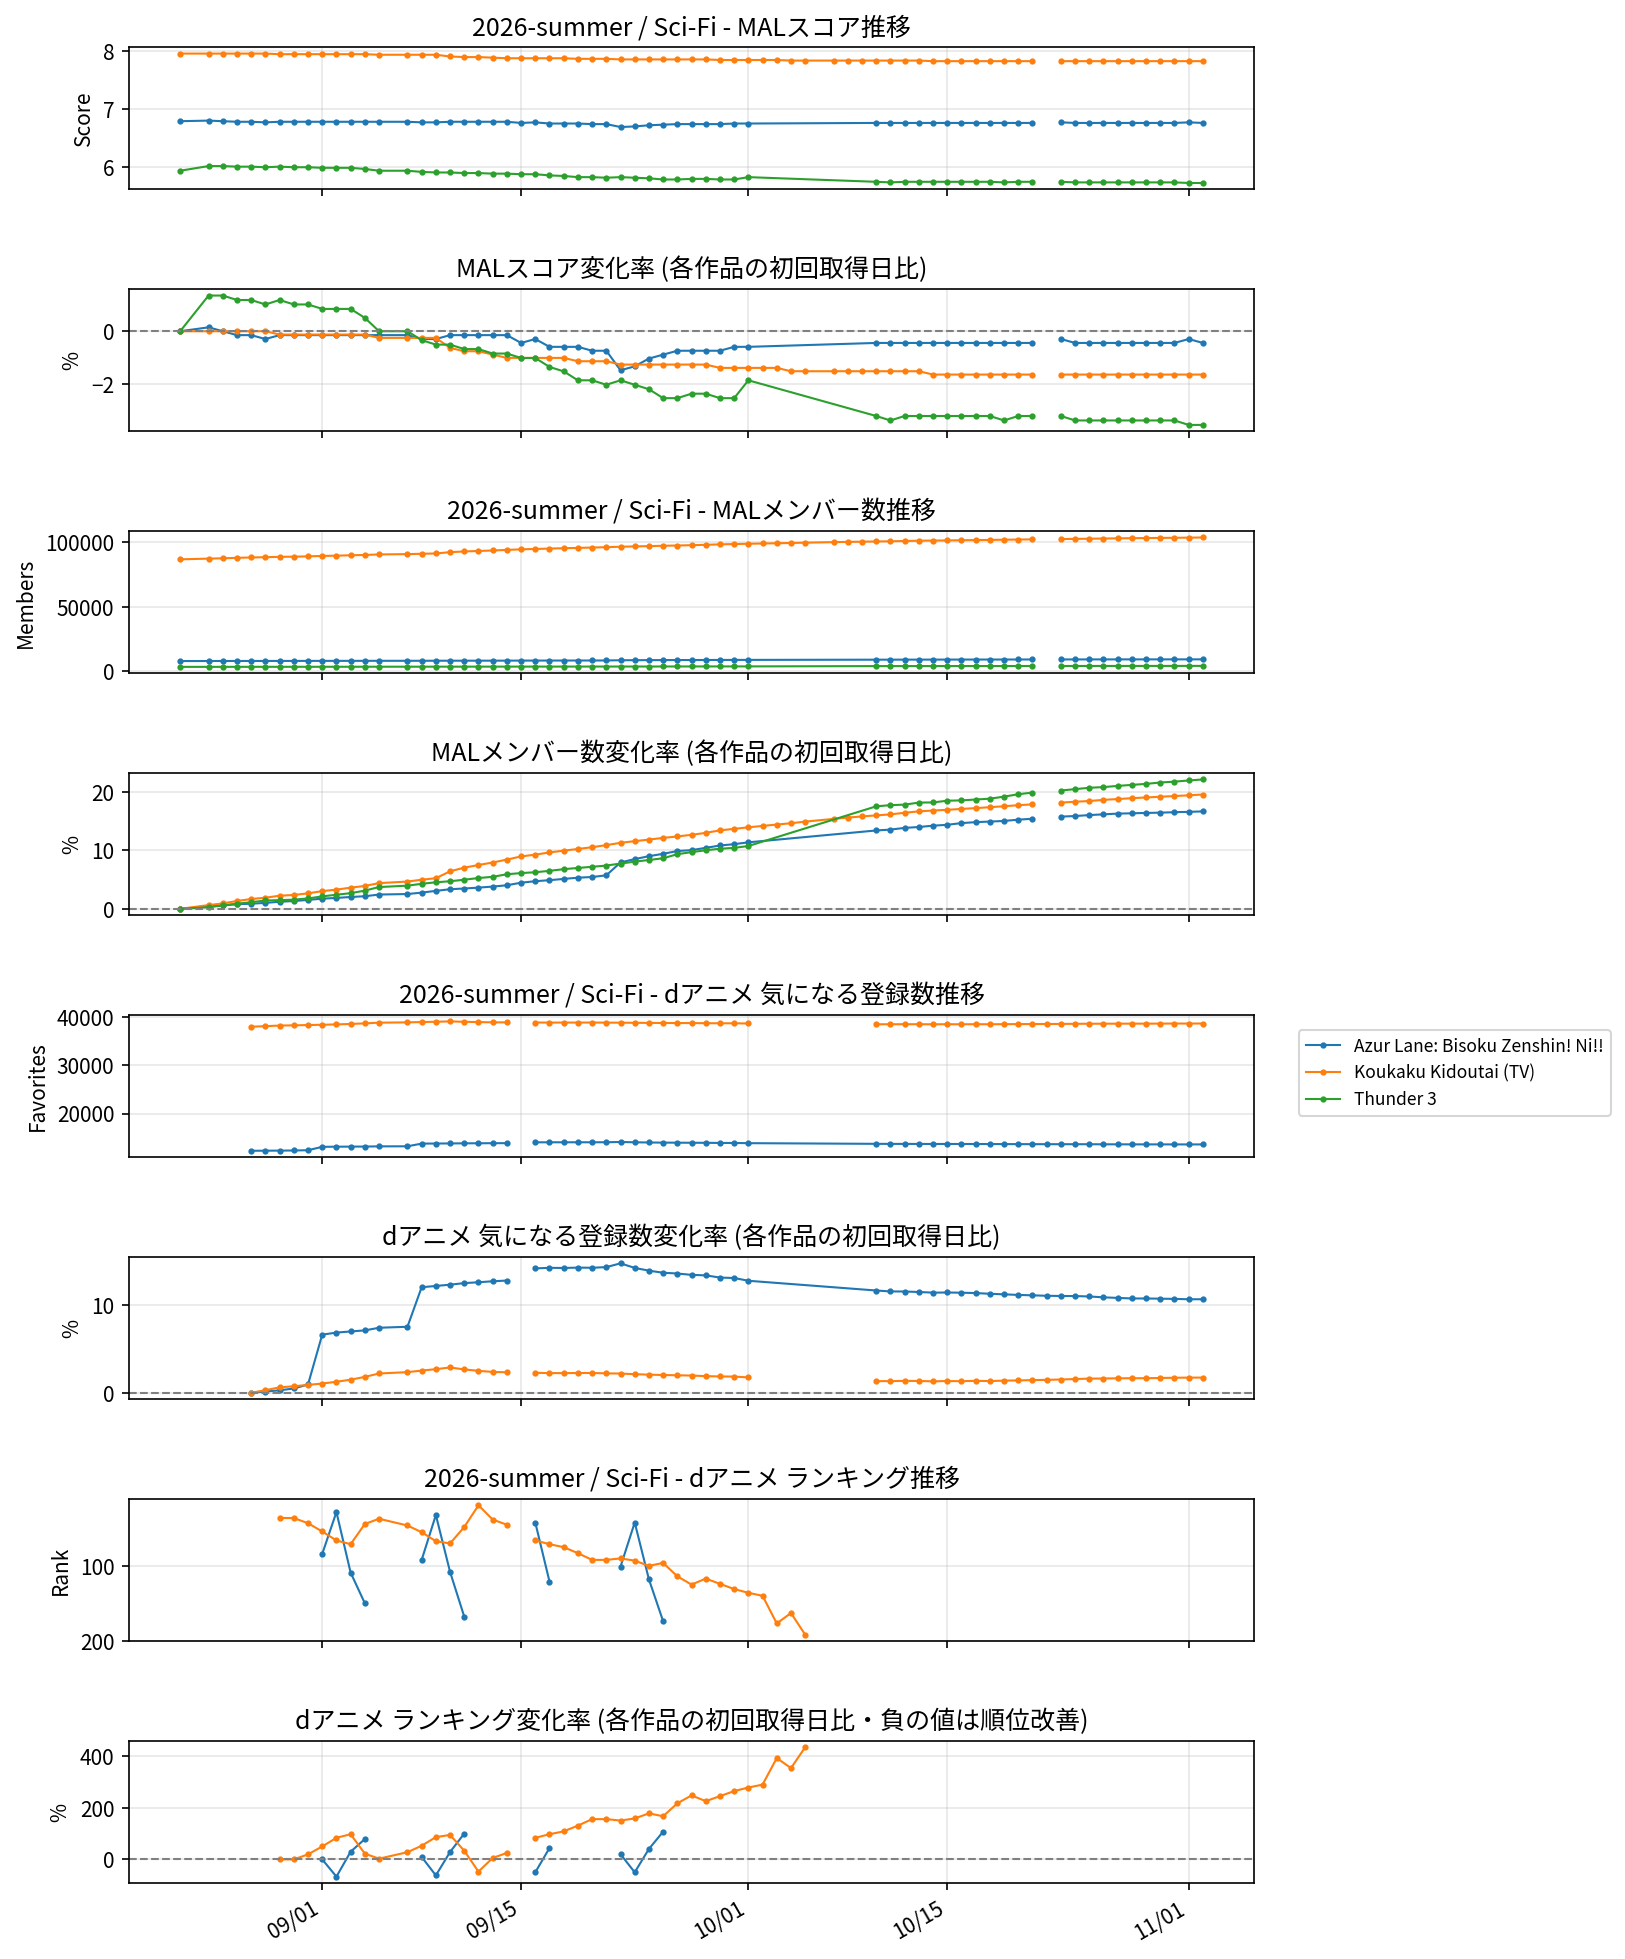 2026-summer / Sci-Fi - MALスコア推移
8
7
6
Score
MALスコア変化率 (各作品の初回取得日比)
0
−2
%
2026-summer / Sci-Fi - MALメンバー数推移
100000
50000
0
Members
MALメンバー数変化率 (各作品の初回取得日比)
20
10
0
%
2026-summer / Sci-Fi - dアニメ 気になる登録数推移
40000
30000
20000
Favorites
Azur Lane: Bisoku Zenshin! Ni!!
Koukaku Kidoutai (TV)
Thunder 3
dアニメ 気になる登録数変化率 (各作品の初回取得日比)
10
0
%
2026-summer / Sci-Fi - dアニメ ランキング推移
100
200
Rank
dアニメ ランキング変化率 (各作品の初回取得日比・負の値は順位改善)
400
200
0
%
09/01
09/15
10/01
10/15
11/01